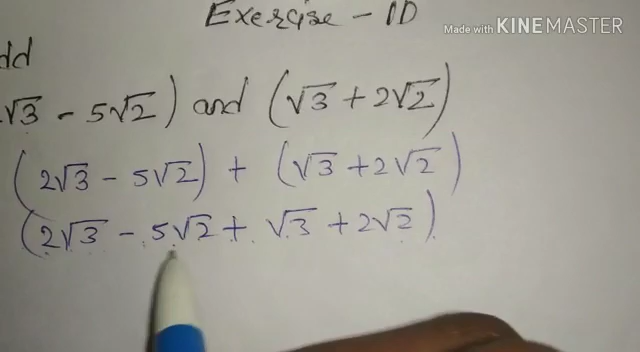 Exercise - 1D
Made with KINEMASTER
dd
√3 - 5√2) and (√3 + 2√2)
(2√3 - 5√2) + (√3 + 2√2)
(2√3 - 5√2 + √3 + 2√2)